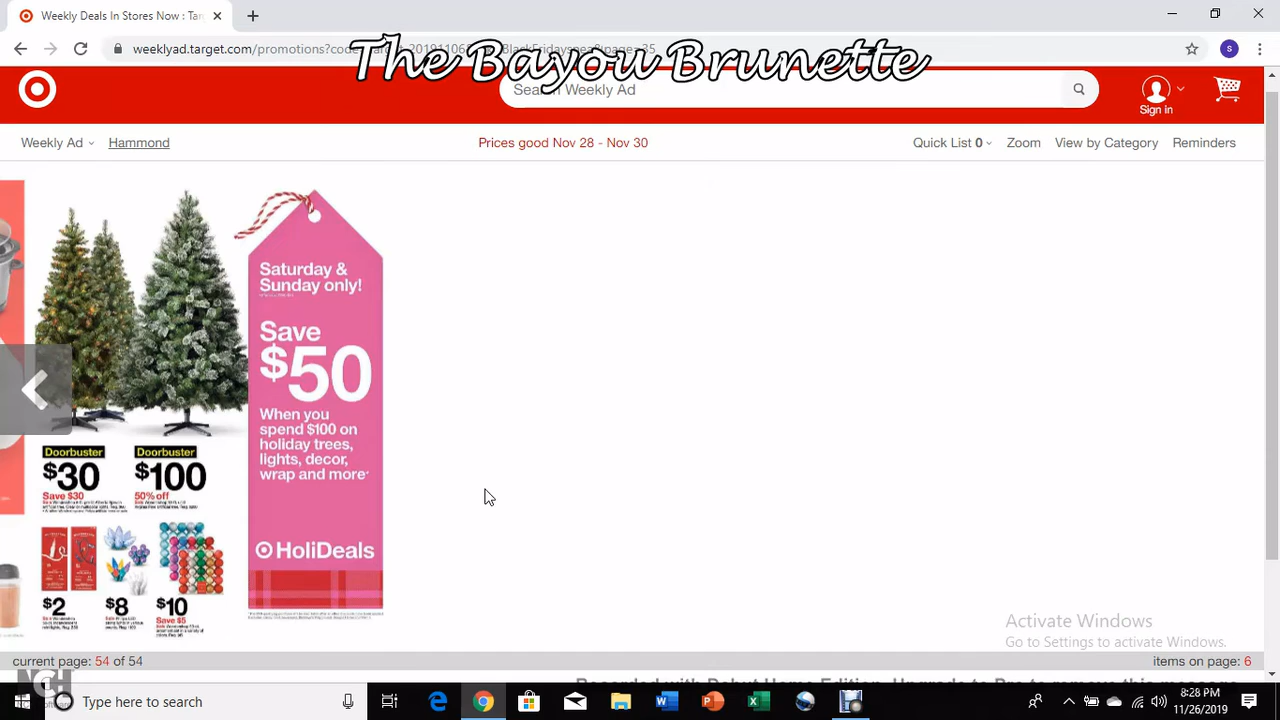 Weekly Deals In Stores Now : Tar
The Bayou Brunette
weeklyad.target.com/promotions?code
Search Weekly Ad
Sign in
Weekly Ad
Hammond
Prices good Nov 28 - Nov 30
Quick List 0
Zoom
View by Category
Reminders
Saturday &
Sunday only!
Save
$50
When you
spend $100 on
holiday trees,
lights, decor,
wrap and more*
HoliDeals
Doorbuster
$30
Save $30
Doorbuster
$100
50% off
$2
$8
$10
Save $5
Activate Windows
Go to Settings to activate Windows.
current page: 54 of 54
items on page: 6
NCH
Software
Type here to search
8:28 PM
11/26/2019